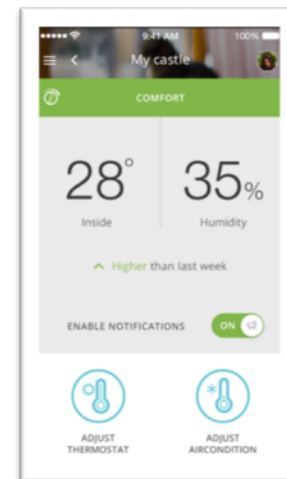 9:41 AM 100%
My castle
COMFORT
28° 35%
Inside Humidity
Higher than last week
ENABLE NOTIFICATIONS ON
ADJUST ADJUST
THERMOSTAT AIRCONDITION